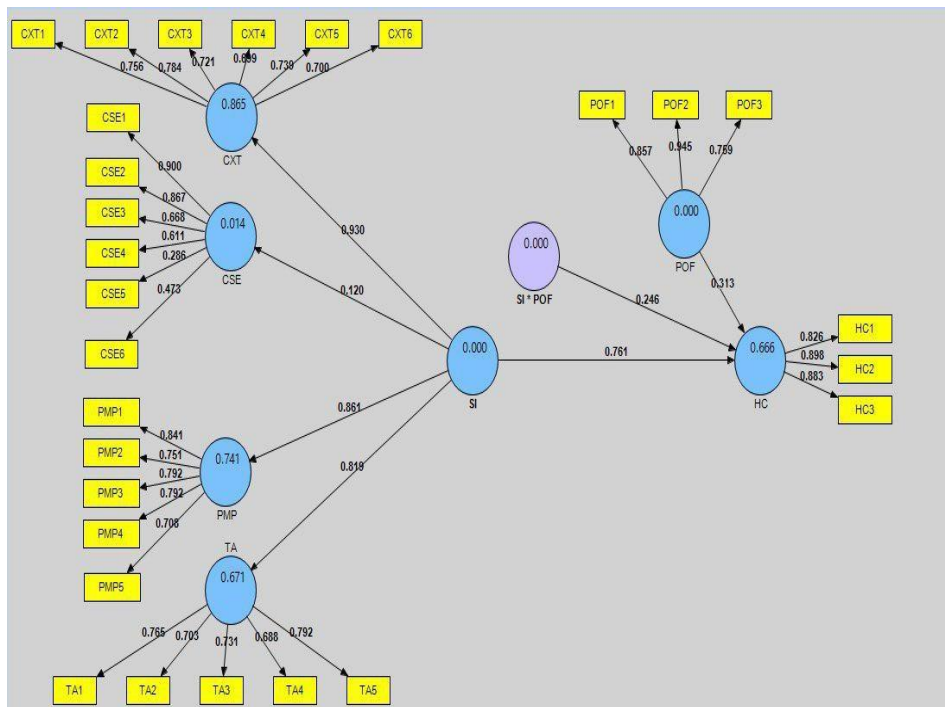 CXT1 CXT2 CXT3 CXT4 CXT5 CXT6
0.756 0.784 0.721 0.699 0.739 0.700
0.865
CXT
CSE1
CSE2
CSE3
CSE4
CSE5
CSE6
0.900
0.867
0.668
0.611
0.286
0.473
0.014
CSE
POF1 POF2 POF3
0.857 0.945 0.759
0.000
POF
0.000
SI * POF
0.930
0.120
0.313
0.246
0.000
SI
0.761
0.666
HC
0.826
0.898
0.883
HC1
HC2
HC3
0.861
0.819
PMP1
PMP2
PMP3
PMP4
PMP5
0.841
0.751
0.792
0.792
0.708
0.741
PMP
TA
0.671
0.765 0.703 0.731 0.688 0.792
TA1 TA2 TA3 TA4 TA5